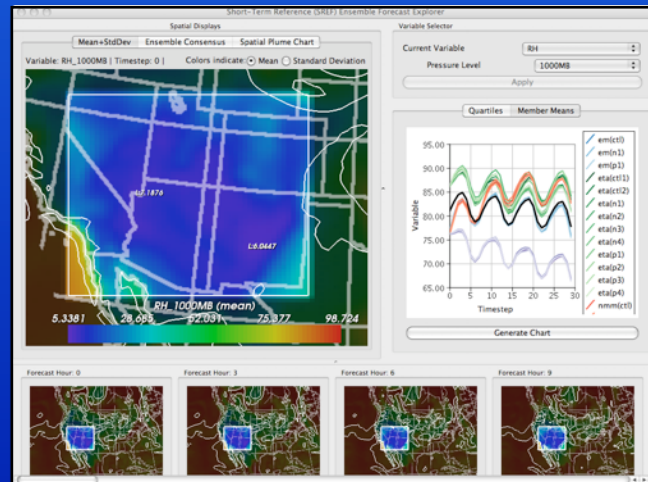 Short-Term Reference (SREF) Ensemble Forecast Explorer
Spatial Displays
Mean+StdDev Ensemble Consensus Spatial Plume Chart
Variable: RH_1000MB | Timestep: 0 | Colors indicate: Mean Standard Deviation
L:7.1876
L:6.0447
RH_1000MB (mean)
5.3381 28.685 52.031 75.377 98.724
Variable Selector
Current Variable RH
Pressure Level 1000MB
Apply
Quartiles Member Means
95.00
90.00
85.00
80.00
75.00
70.00
65.00
Variable
0 5 10 15 20 25 30
Timestep
em(ctl)
em(n1)
em(p1)
eta(ctl1)
eta(ctl2)
eta(n1)
eta(n2)
eta(n3)
eta(n4)
eta(p1)
eta(p2)
eta(p3)
eta(p4)
nmm(ctl)
Generate Chart
Forecast Hour: 0
Forecast Hour: 3
Forecast Hour: 6
Forecast Hour: 9